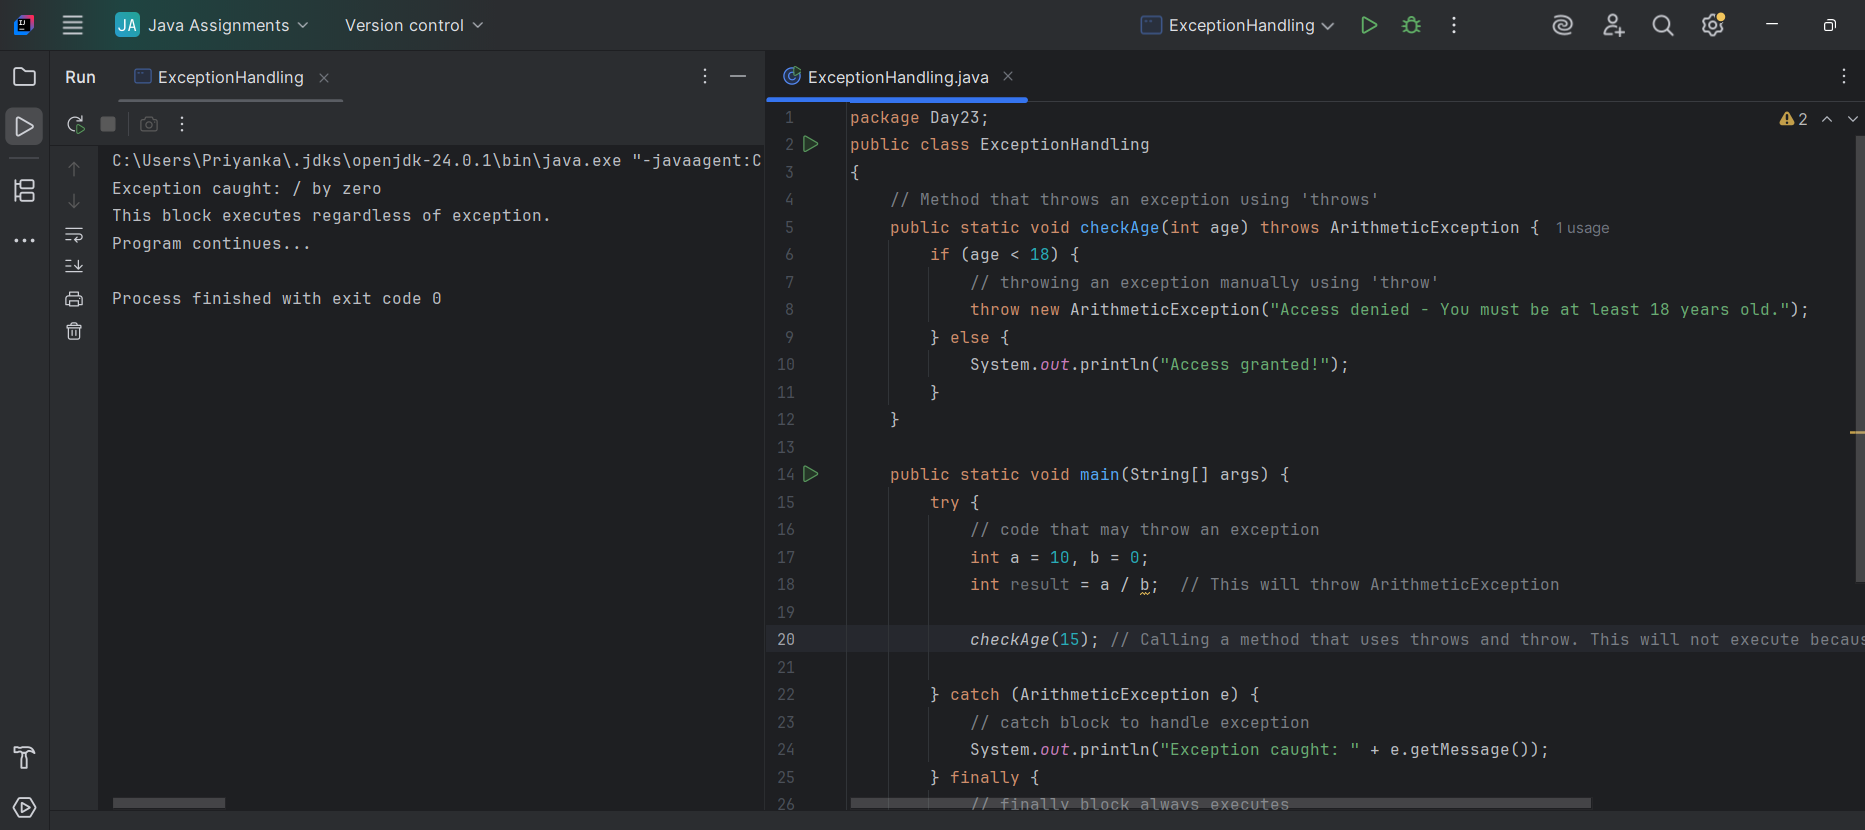 JA Java Assignments Version control ExceptionHandling
Run ExceptionHandling
ExceptionHandling.java
C:\Users\Priyanka\.jdks\openjdk-24.0.1\bin\java.exe "-javaagent:C
Exception caught: / by zero
This block executes regardless of exception.
Program continues...
Process finished with exit code 0
2
1 package Day23;
2 public class ExceptionHandling
3 {
4 // Method that throws an exception using 'throws'
5 public static void checkAge(int age) throws ArithmeticException { 1 usage
6 if (age < 18) {
7 // throwing an exception manually using 'throw'
8 throw new ArithmeticException("Access denied - You must be at least 18 years old.");
9 } else {
10 System.out.println("Access granted!");
11 }
12 }
13
14 public static void main(String[] args) {
15 try {
16 // code that may throw an exception
17 int a = 10, b = 0;
18 int result = a / b; // This will throw ArithmeticException
19
20 checkAge(15); // Calling a method that uses throws and throw. This will not execute becaus
21
22 } catch (ArithmeticException e) {
23 // catch block to handle exception
24 System.out.println("Exception caught: " + e.getMessage());
25 } finally {
26 // finally block always executes